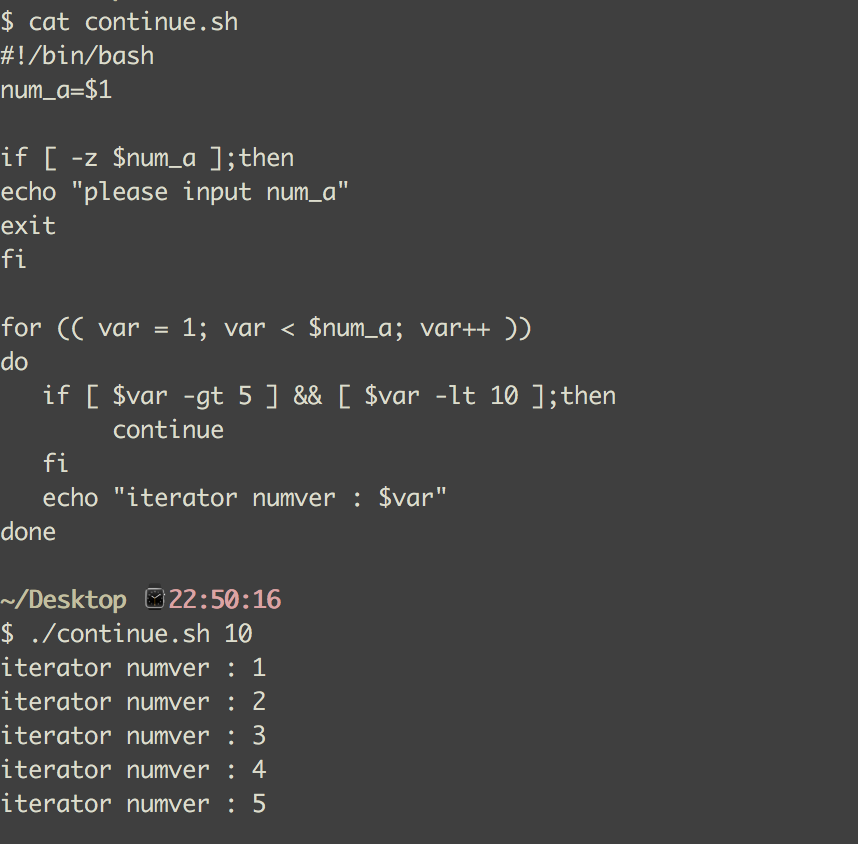 $ cat continue.sh
#!/bin/bash
num_a=$1
if [ -z $num_a ];then
echo "please input num_a"
exit
fi
for (( var = 1; var < $num_a; var++ ))
do
if [ $var -gt 5 ] && [ $var -lt 10 ];then
continue
fi
echo "iterator numver : $var"
done
~/Desktop ⌚22:50:16
$ ./continue.sh 10
iterator numver : 1
iterator numver : 2
iterator numver : 3
iterator numver : 4
iterator numver : 5